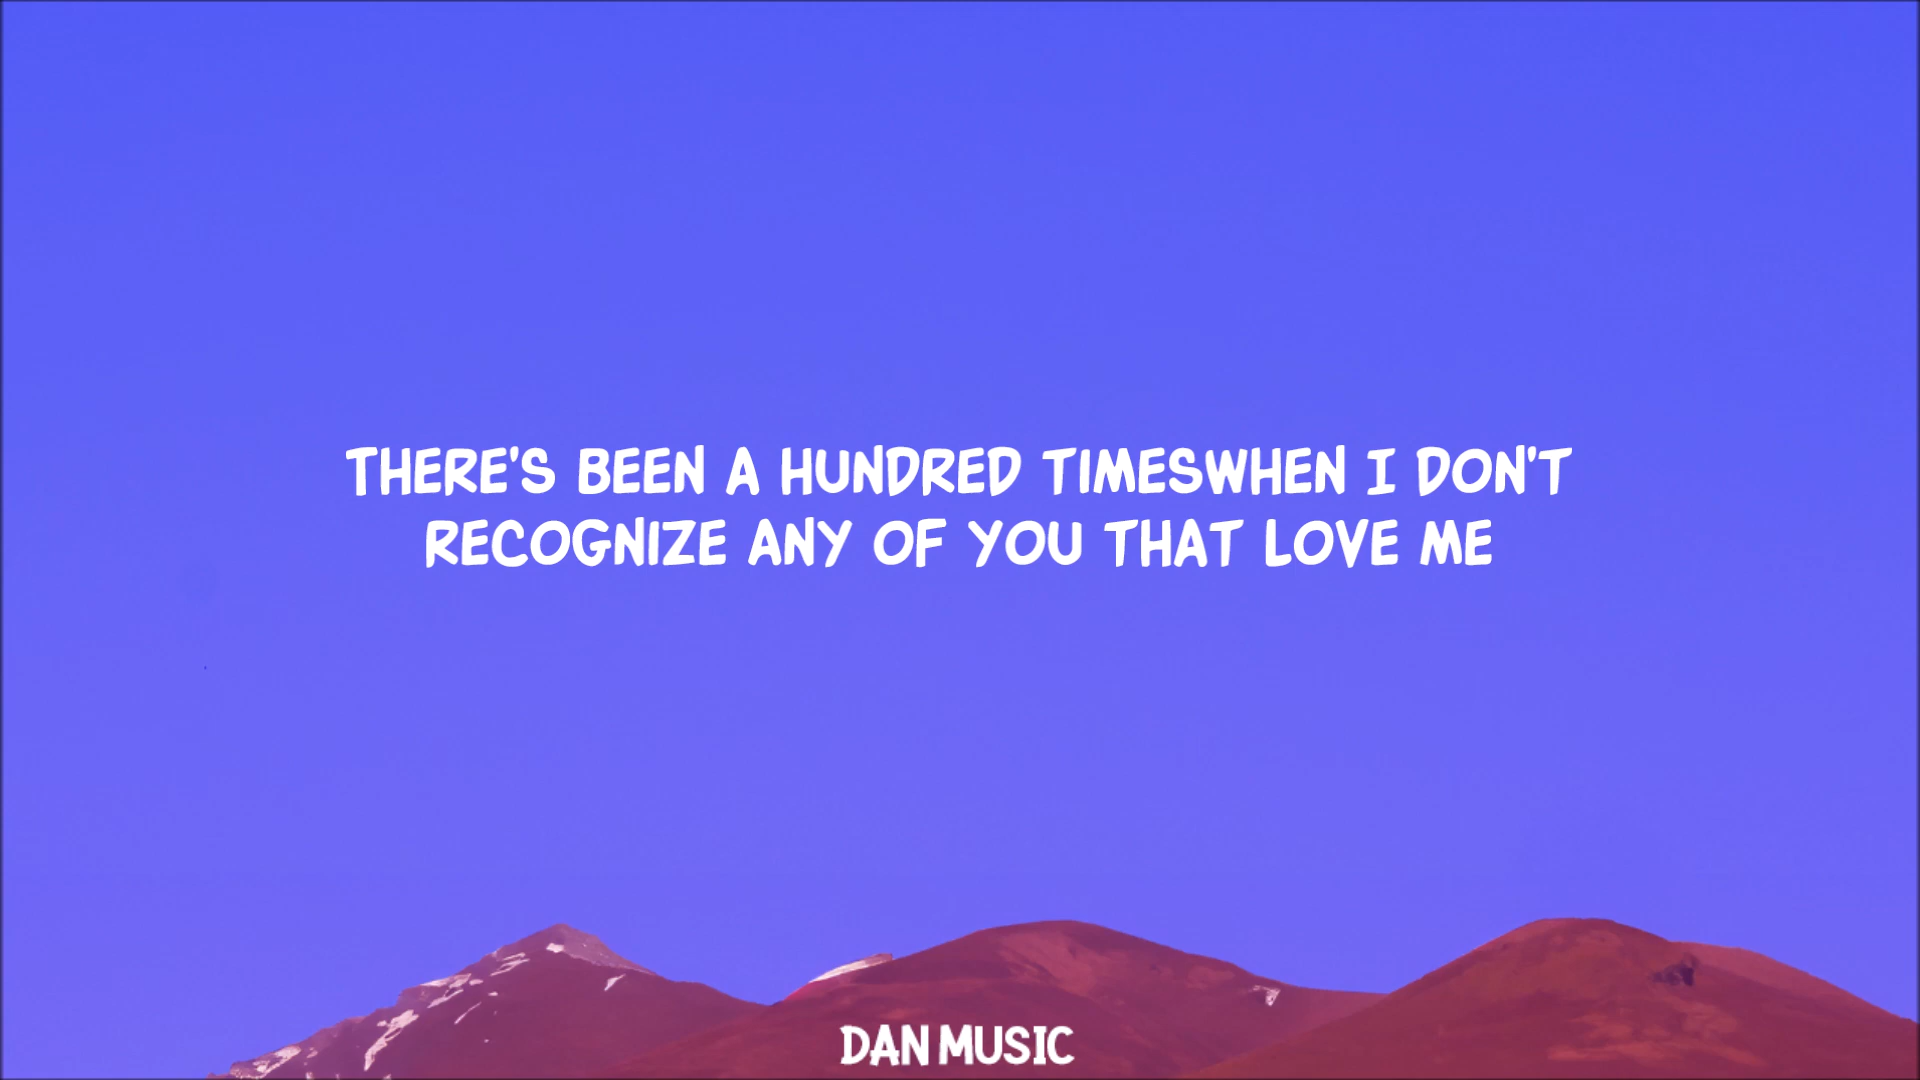 THERE'S BEEN A HUNDRED TIMESWHEN I DON'T
RECOGNIZE ANY OF YOU THAT LOVE ME
DAN MUSIC